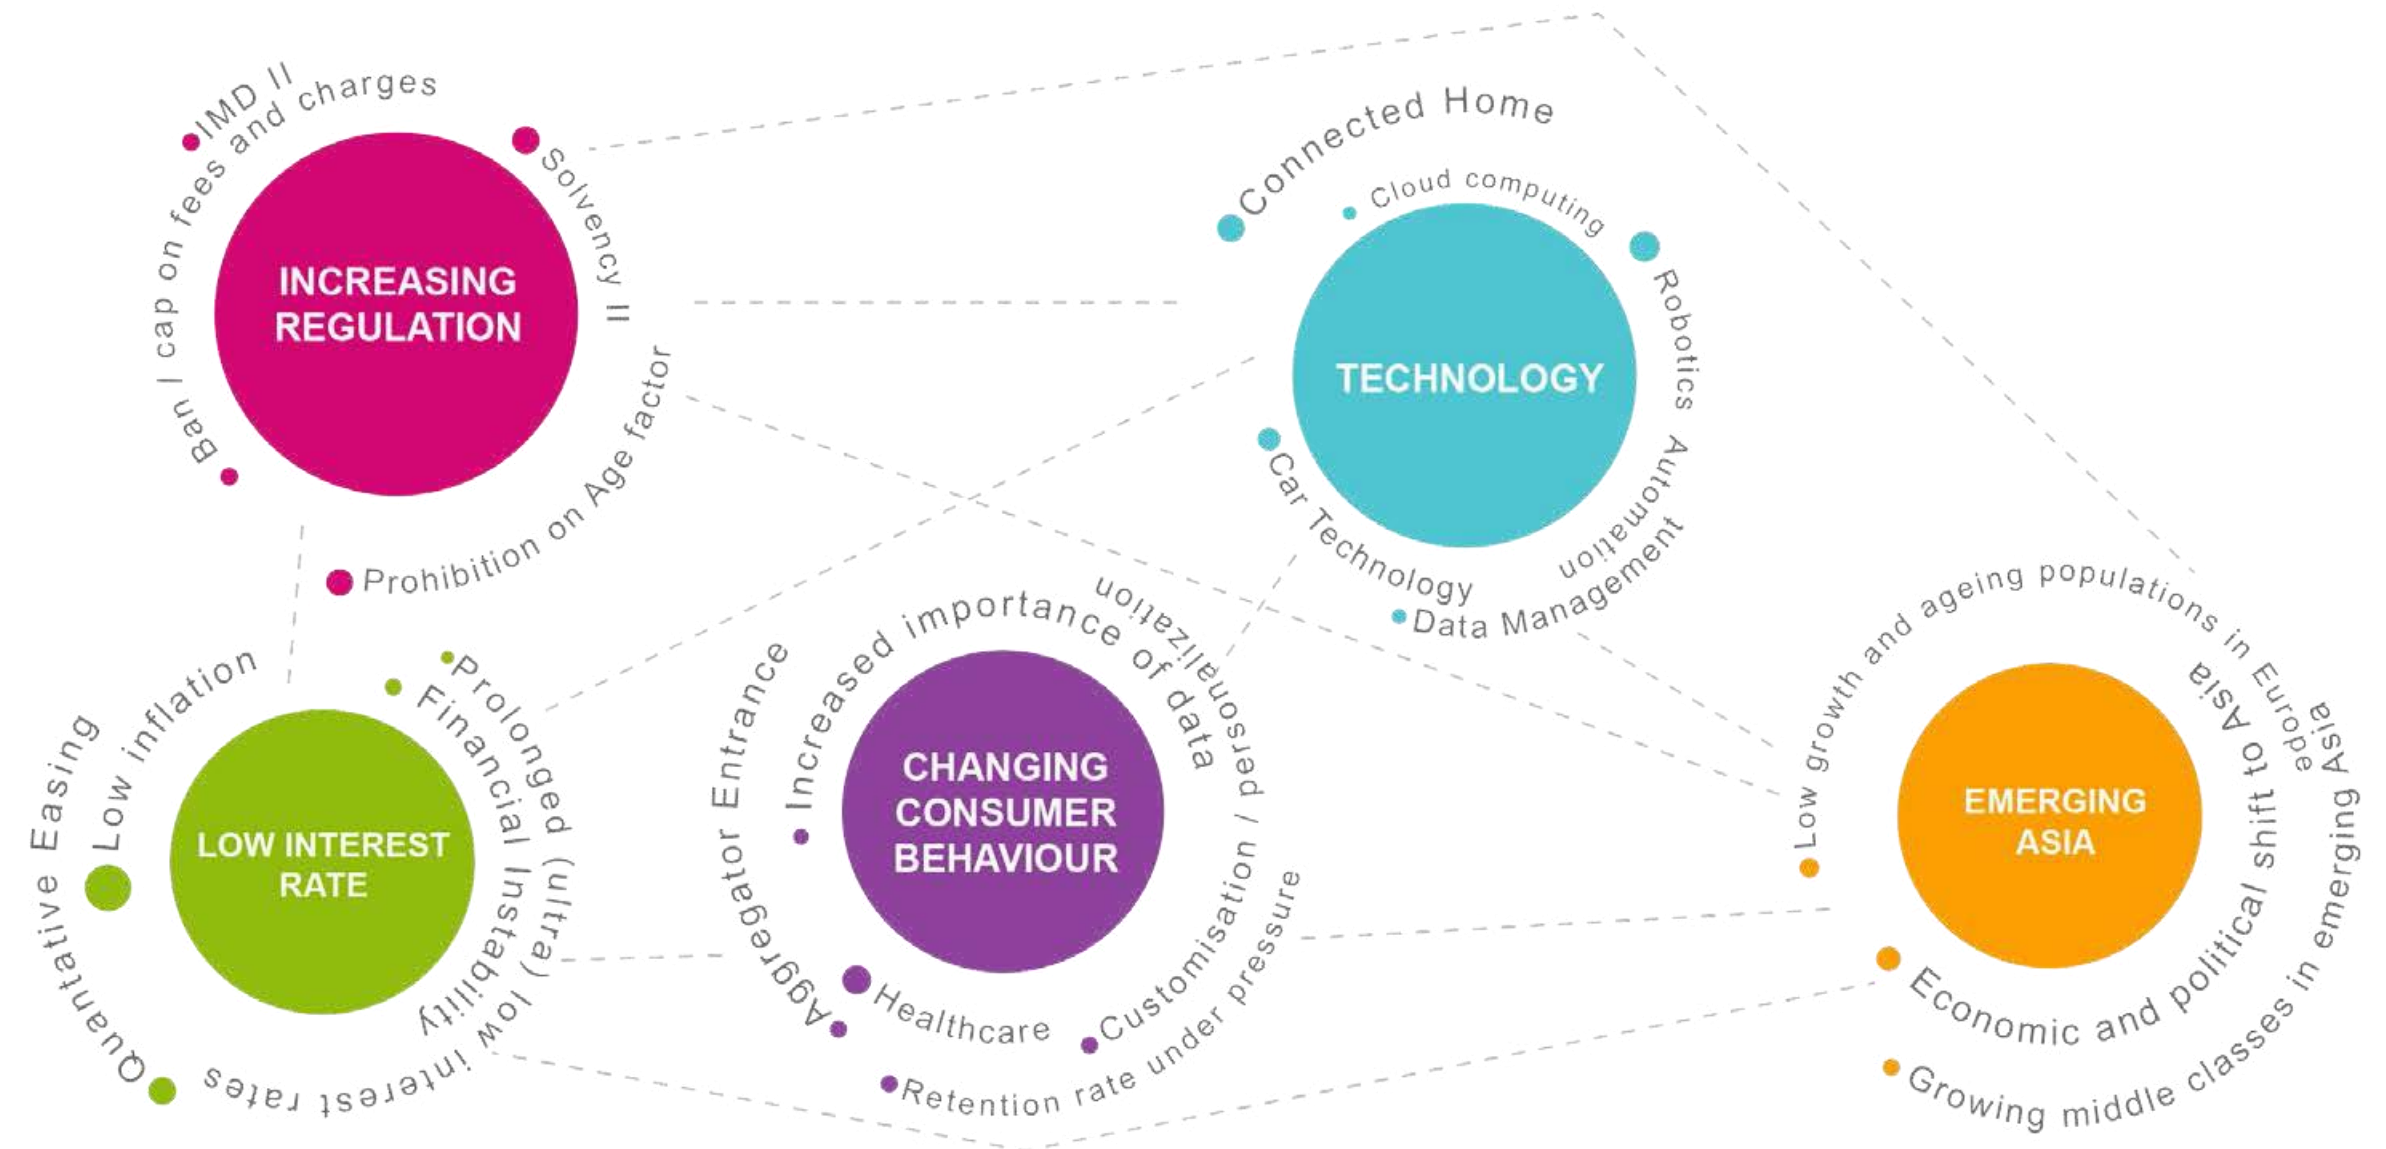 IMD II
Ban I cap on fees and charges
Solvency II
INCREASING
REGULATION
Prohibition on Age factor
Connected Home
Cloud computing
Robotics Automation
TECHNOLOGY
Car Technology
Data Management
Low inflation
Quantative Easing
Prolonged (ultra) low interest rates
Financial Instability
LOW INTEREST
RATE
Aggregator Entrance
Increased importance of data
Customisation / personalization
CHANGING
CONSUMER
BEHAVIOUR
Healthcare
Retention rate under pressure
Low growth and ageing populations in Europe
EMERGING
ASIA
Economic and political shift to Asia
Growing middle classes in emerging Asia